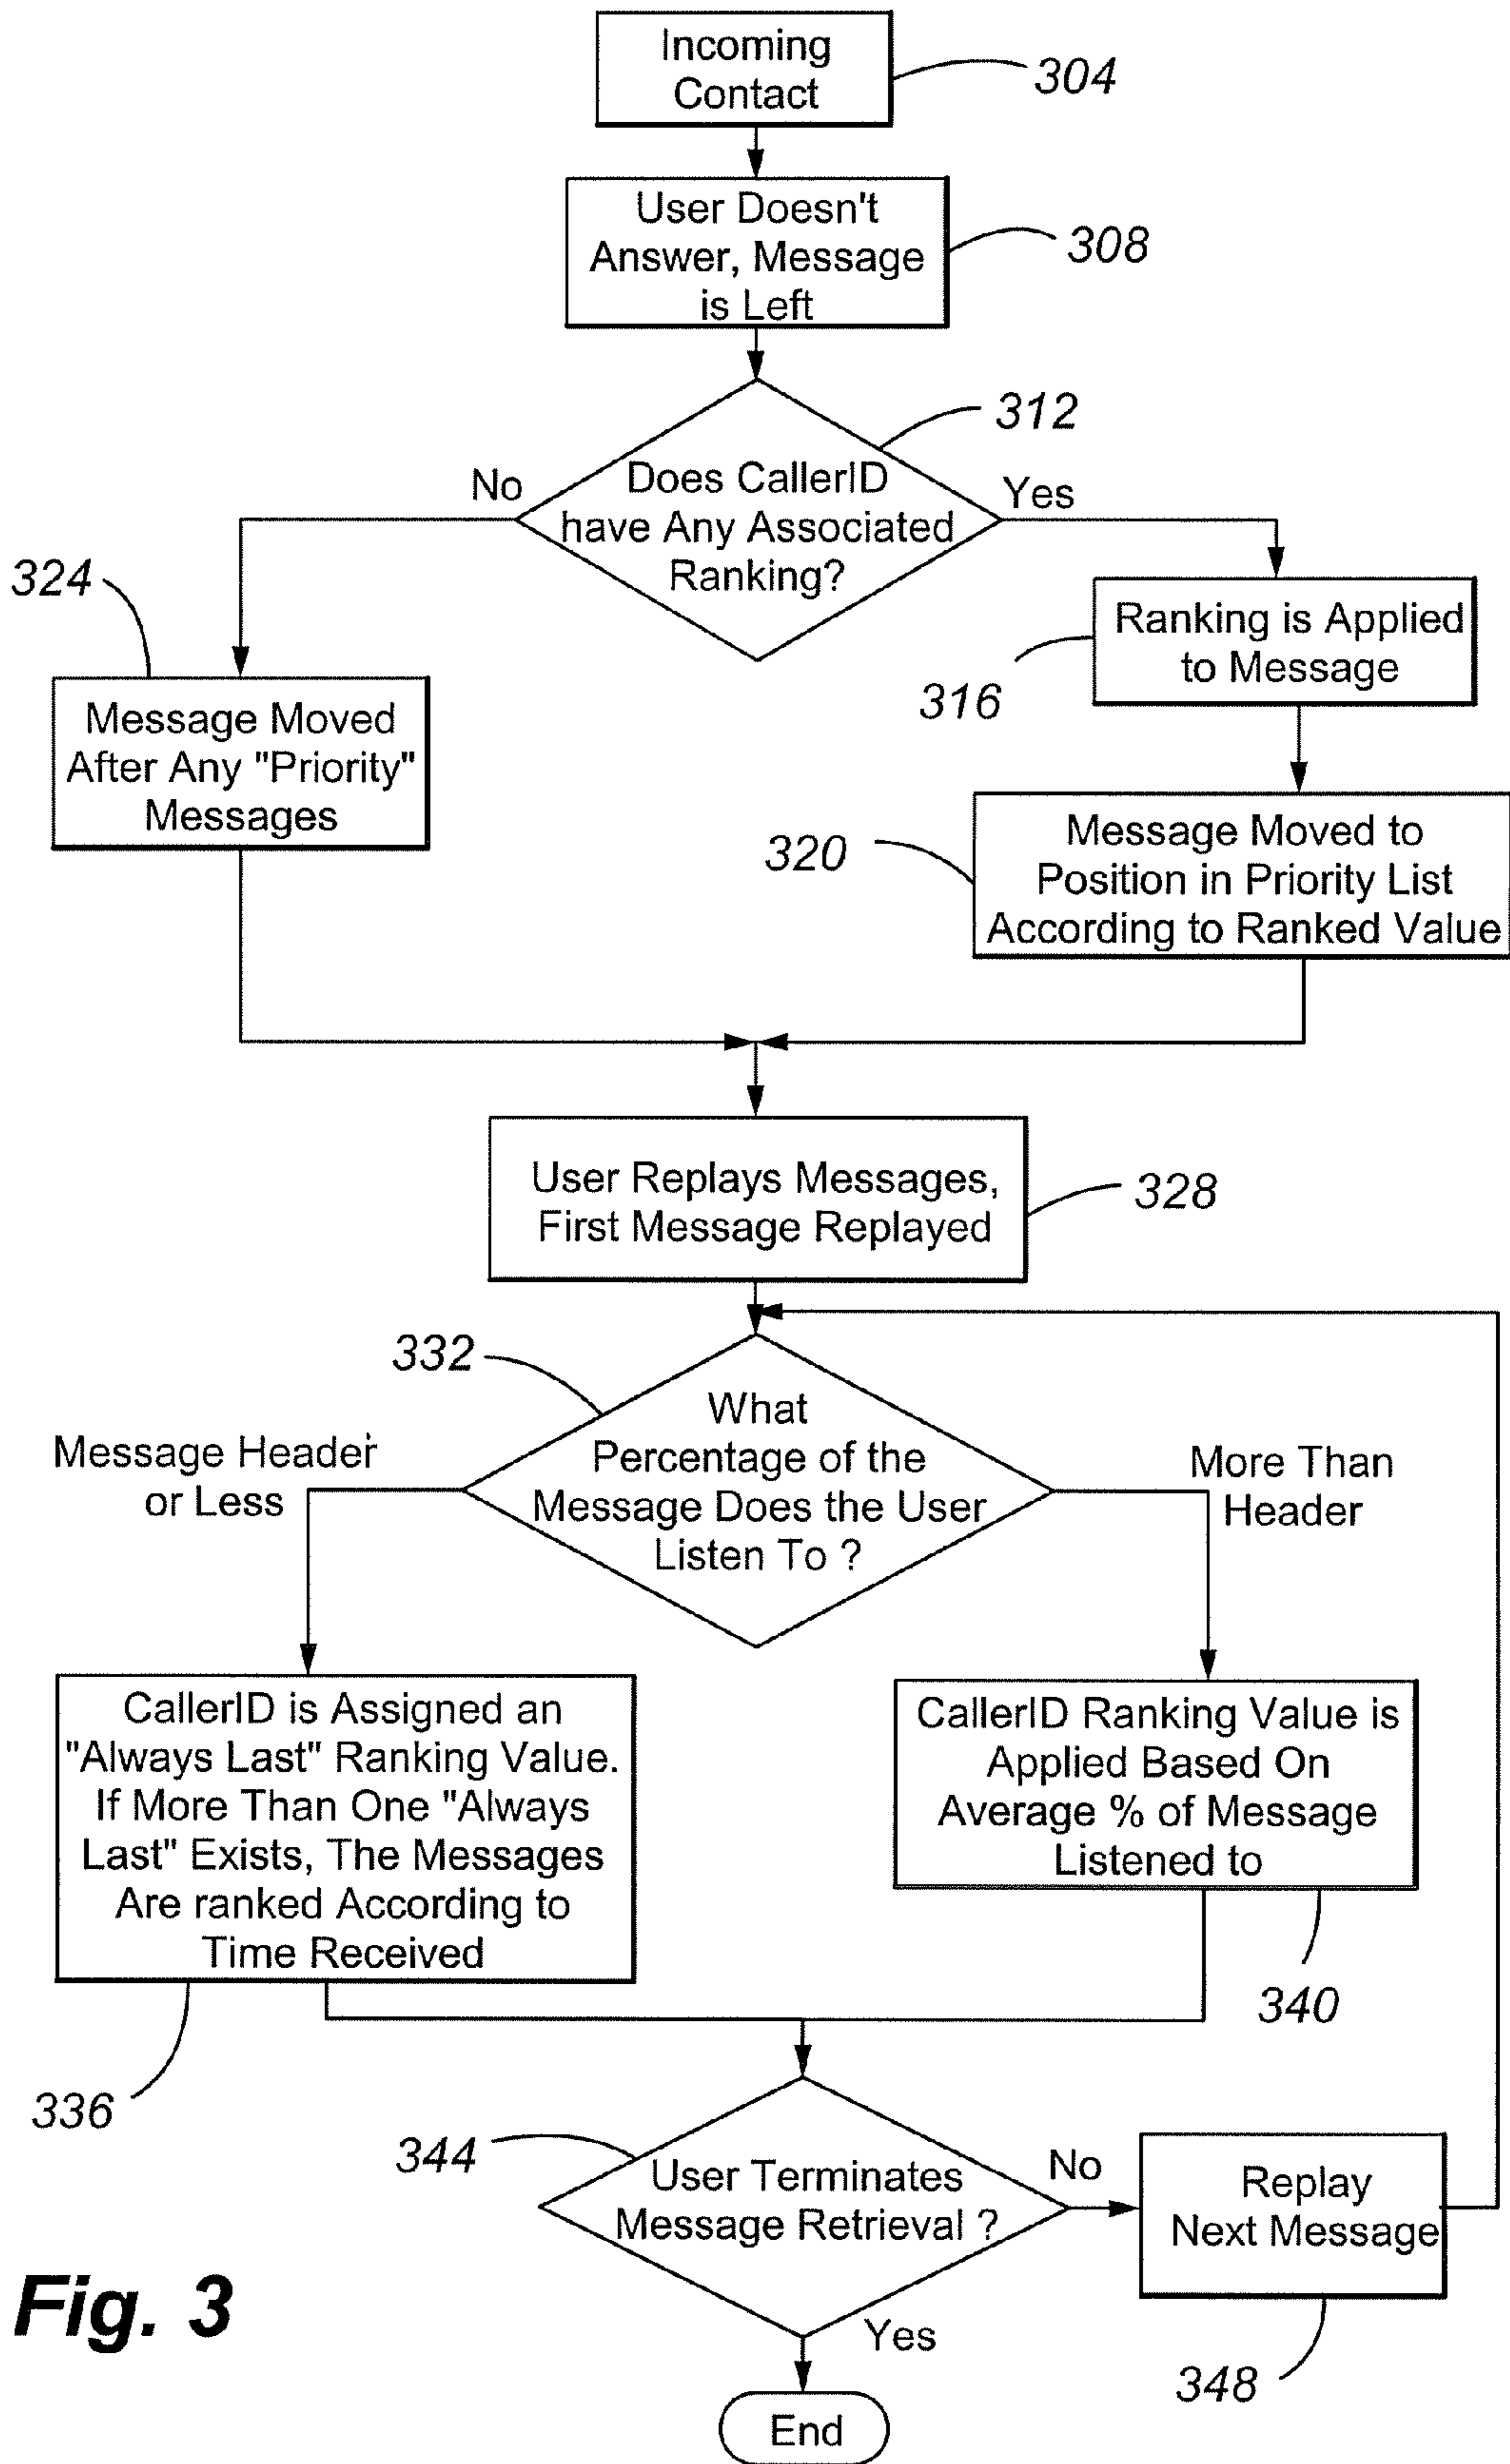 Incoming
Contact
304
User Doesn't
Answer, Message
is Left
308
312
Does CallerID
have Any Associated
Ranking?
No
Yes
324
Message Moved
After Any "Priority"
Messages
Ranking is Applied
to Message
316
Message Moved to
Position in Priority List
According to Ranked Value
320
User Replays Messages,
First Message Replayed
328
332
What
Percentage of the
Message Does the User
Listen To ?
Message Header
or Less
More Than
Header
CallerID is Assigned an
"Always Last" Ranking Value.
If More Than One "Always
Last" Exists, The Messages
Are ranked According to
Time Received
336
CallerID Ranking Value is
Applied Based On
Average % of Message
Listened to
340
344
User Terminates
Message Retrieval ?
No
Replay
Next Message
348
Yes
End
Fig. 3